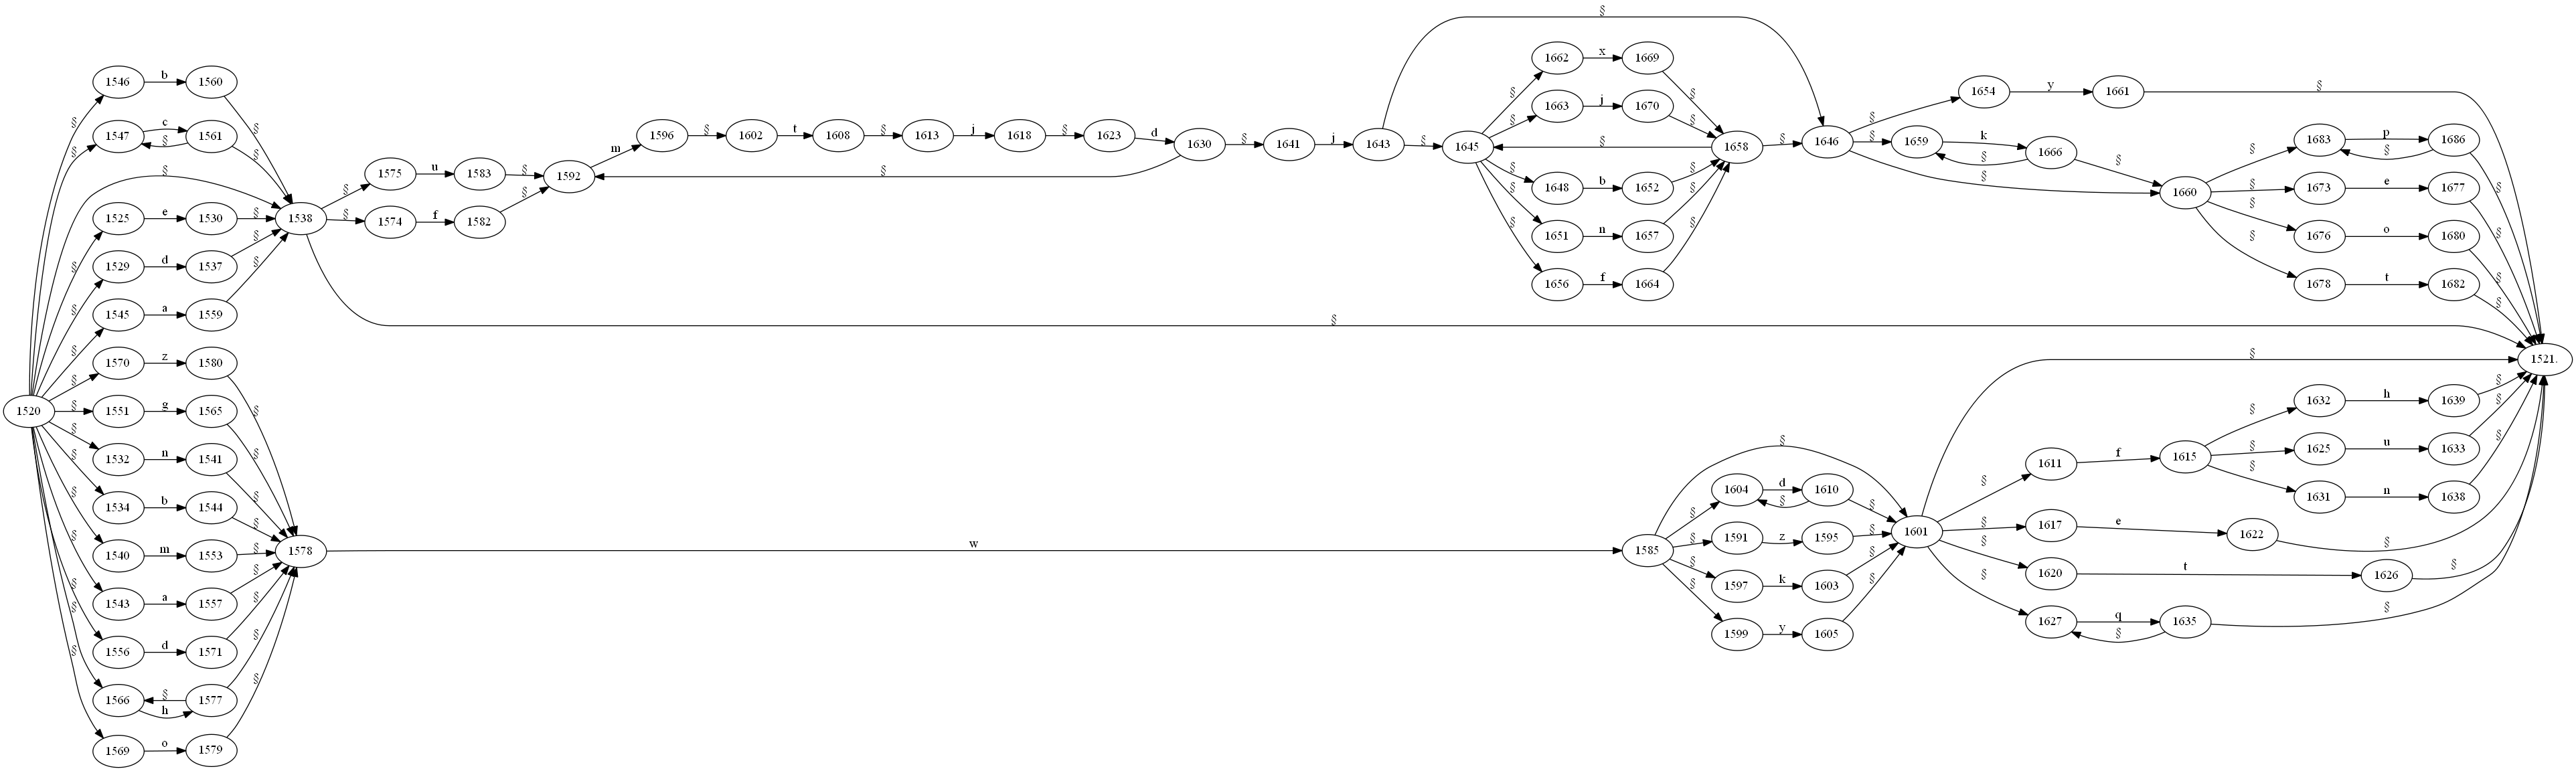 §
1662 x 1669
1546 b 1560 § § 1654 y 1661 §
§ § § 1663 j 1670 § §
1547 c 1561 § § 1596 § 1602 t 1608 § 1613 j 1618 § 1623 d 1630 § 1641 j 1643 § 1645 § 1658 § 1646 § 1659 k 1666 § 1683 p 1686 §
§ § 1575 u 1583 § 1592 m § § § § § §
§ § 1648 b 1652 § § 1660 § 1673 e 1677 §
1525 e 1530 § 1538 § 1574 f 1582 § § 1651 n 1657 § § 1676 o 1680 §
§ 1529 d 1537 § § 1656 f 1664 § § 1678 t 1682 §
§ 1545 a 1559 § § §
§ 1570 z 1580 § 1521.
1520 § 1551 g 1565 § § 1632 h 1639 §
§ 1532 n 1541 § § § 1615 § 1625 u 1633 §
§ 1534 b 1544 § § 1604 d 1610 § § 1611 f § 1631 n 1638 §
§ 1540 m 1553 § 1578 w 1585 § 1591 z 1595 § 1601 § 1617 e 1622 §
§ 1543 a 1557 § § 1597 k 1603 § § 1620 t 1626 §
§ 1556 d 1571 § § 1599 y 1605 § § 1627 q 1635 §
§ 1566 h 1577 § § §
§ 1569 o 1579 §